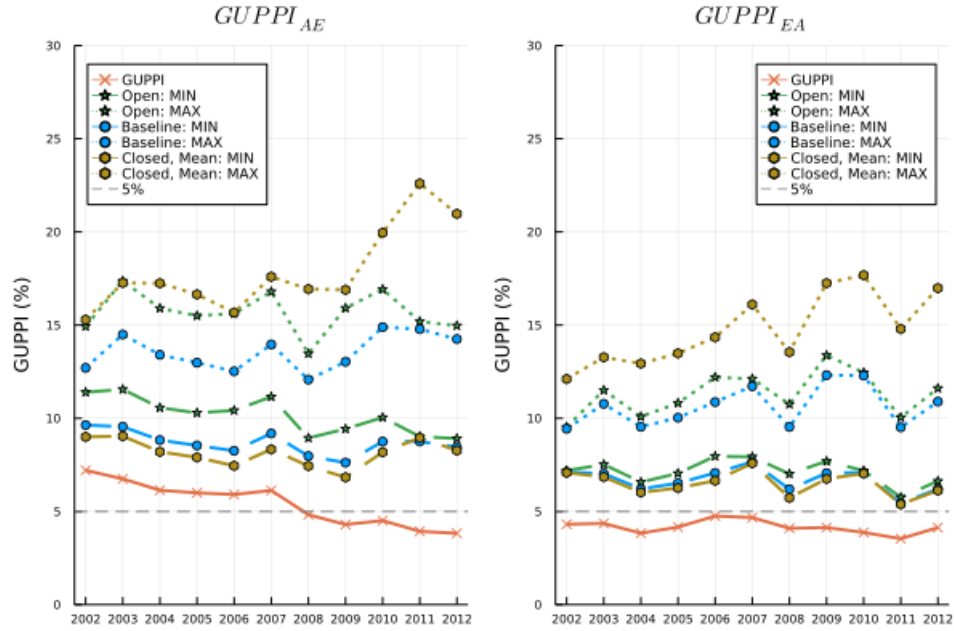 GUPPI_AE
GUPPI (%)
30
25
20
15
10
5
0
GUPPI
Open: MIN
Open: MAX
Baseline: MIN
Baseline: MAX
Closed, Mean: MIN
Closed, Mean: MAX
5%
2002 2003 2004 2005 2006 2007 2008 2009 2010 2011 2012
GUPPI_EA
GUPPI (%)
30
25
20
15
10
5
0
GUPPI
Open: MIN
Open: MAX
Baseline: MIN
Baseline: MAX
Closed, Mean: MIN
Closed, Mean: MAX
5%
2002 2003 2004 2005 2006 2007 2008 2009 2010 2011 2012